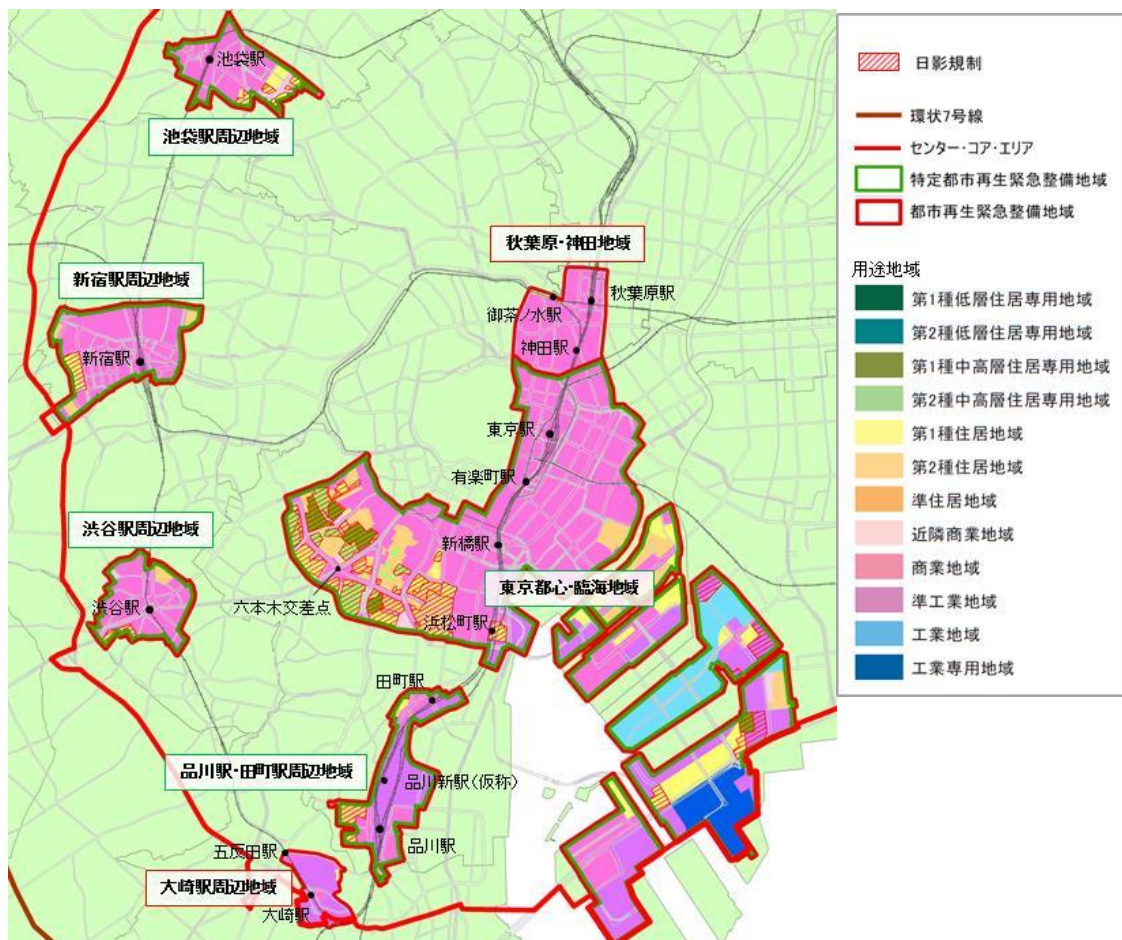 池袋駅
池袋駅周辺地域
秋葉原・神田地域
新宿駅周辺地域
秋葉原駅
御茶ノ水駅
神田駅
新宿駅
東京駅
有楽町駅
渋谷駅周辺地域
新橋駅
東京都心・臨海地域
六本木交差点
渋谷駅
浜松町駅
田町駅
品川駅・田町駅周辺地域
品川新駅(仮称)
品川駅
五反田駅
大崎駅周辺地域
大崎駅
日影規制
環状7号線
センター・コア・エリア
特定都市再生緊急整備地域
都市再生緊急整備地域
用途地域
第1種低層住居専用地域
第2種低層住居専用地域
第1種中高層住居専用地域
第2種中高層住居専用地域
第1種住居地域
第2種住居地域
準住居地域
近隣商業地域
商業地域
準工業地域
工業地域
工業専用地域